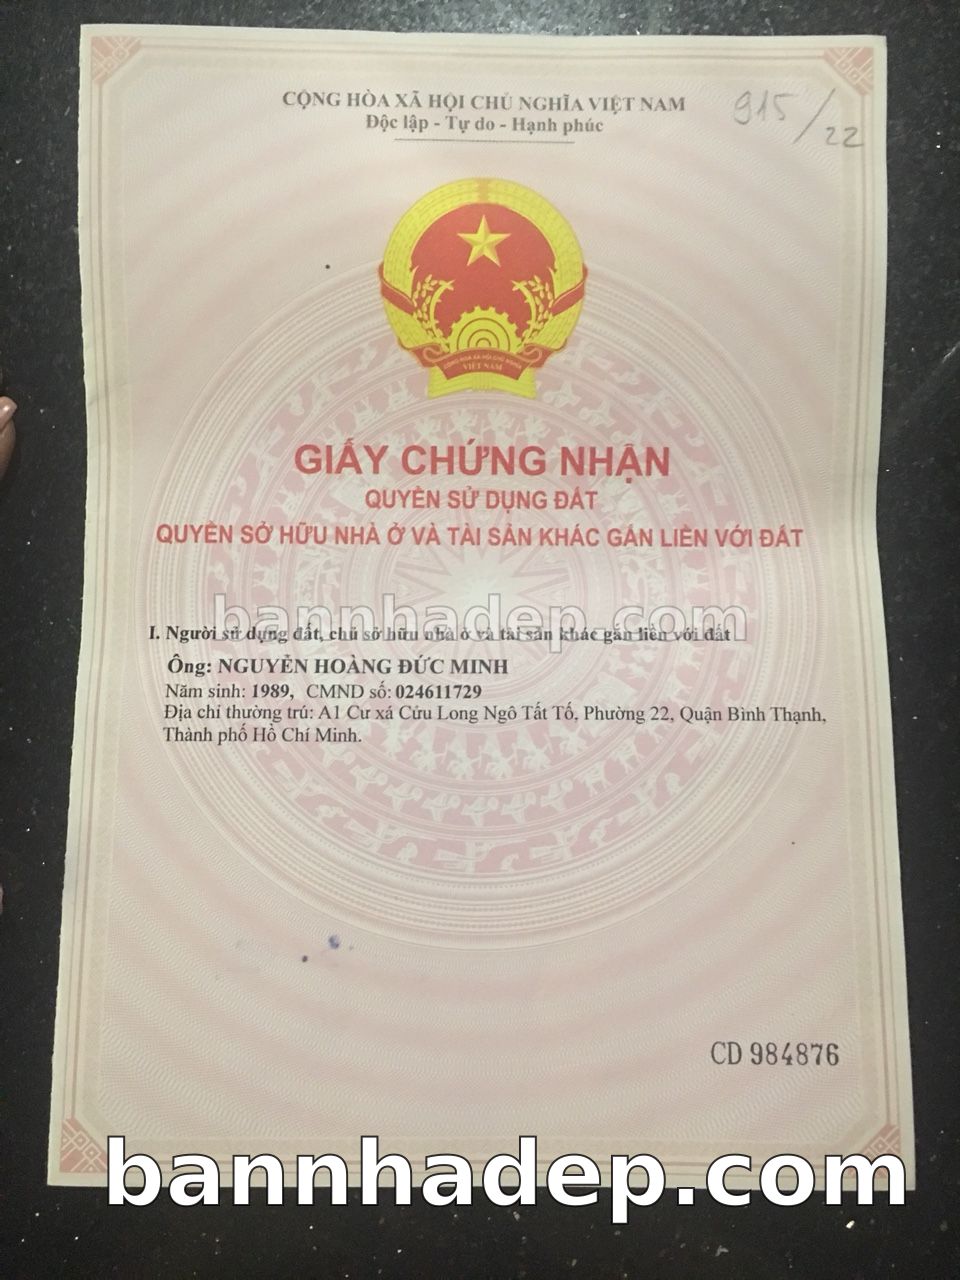 CỘNG HÒA XÃ HỘI CHỦ NGHĨA VIỆT NAM
915/22
Độc lập - Tự do - Hạnh phúc
CỘNG HÒA XÃ HỘI CHỦ NGHĨA
VIỆT NAM
GIẤY CHỨNG NHẬN
QUYỀN SỬ DỤNG ĐẤT
QUYỀN SỞ HỮU NHÀ Ở VÀ TÀI SẢN KHÁC GẮN LIỀN VỚI ĐẤT
bannhadep.com
I. Người sử dụng đất, chủ sở hữu nhà ở và tài sản khác gắn liền với đất
Ông: NGUYỄN HOÀNG ĐỨC MINH
Năm sinh: 1989, CMND số: 024611729
Địa chỉ thường trú: A1 Cư xá Cửu Long Ngô Tất Tố, Phường 22, Quận Bình Thạnh,
Thành phố Hồ Chí Minh.
CD 984876
bannhadep.com